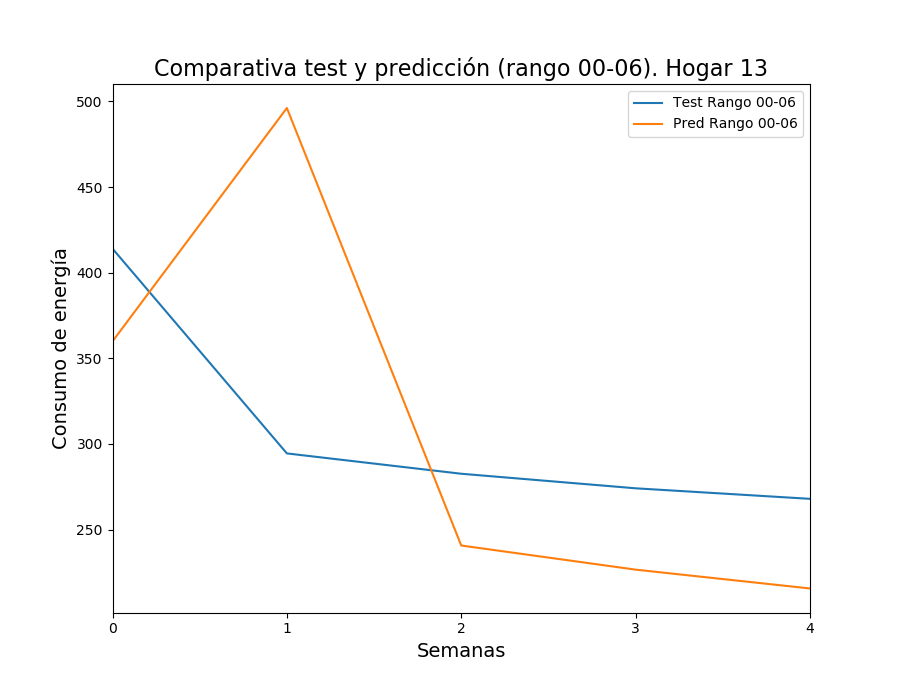 Comparativa test y predicción (rango 00-06). Hogar 13
Test Rango 00-06
Pred Rango 00-06
Consumo de energía
500
450
400
350
300
250
0 1 2 3 4
Semanas